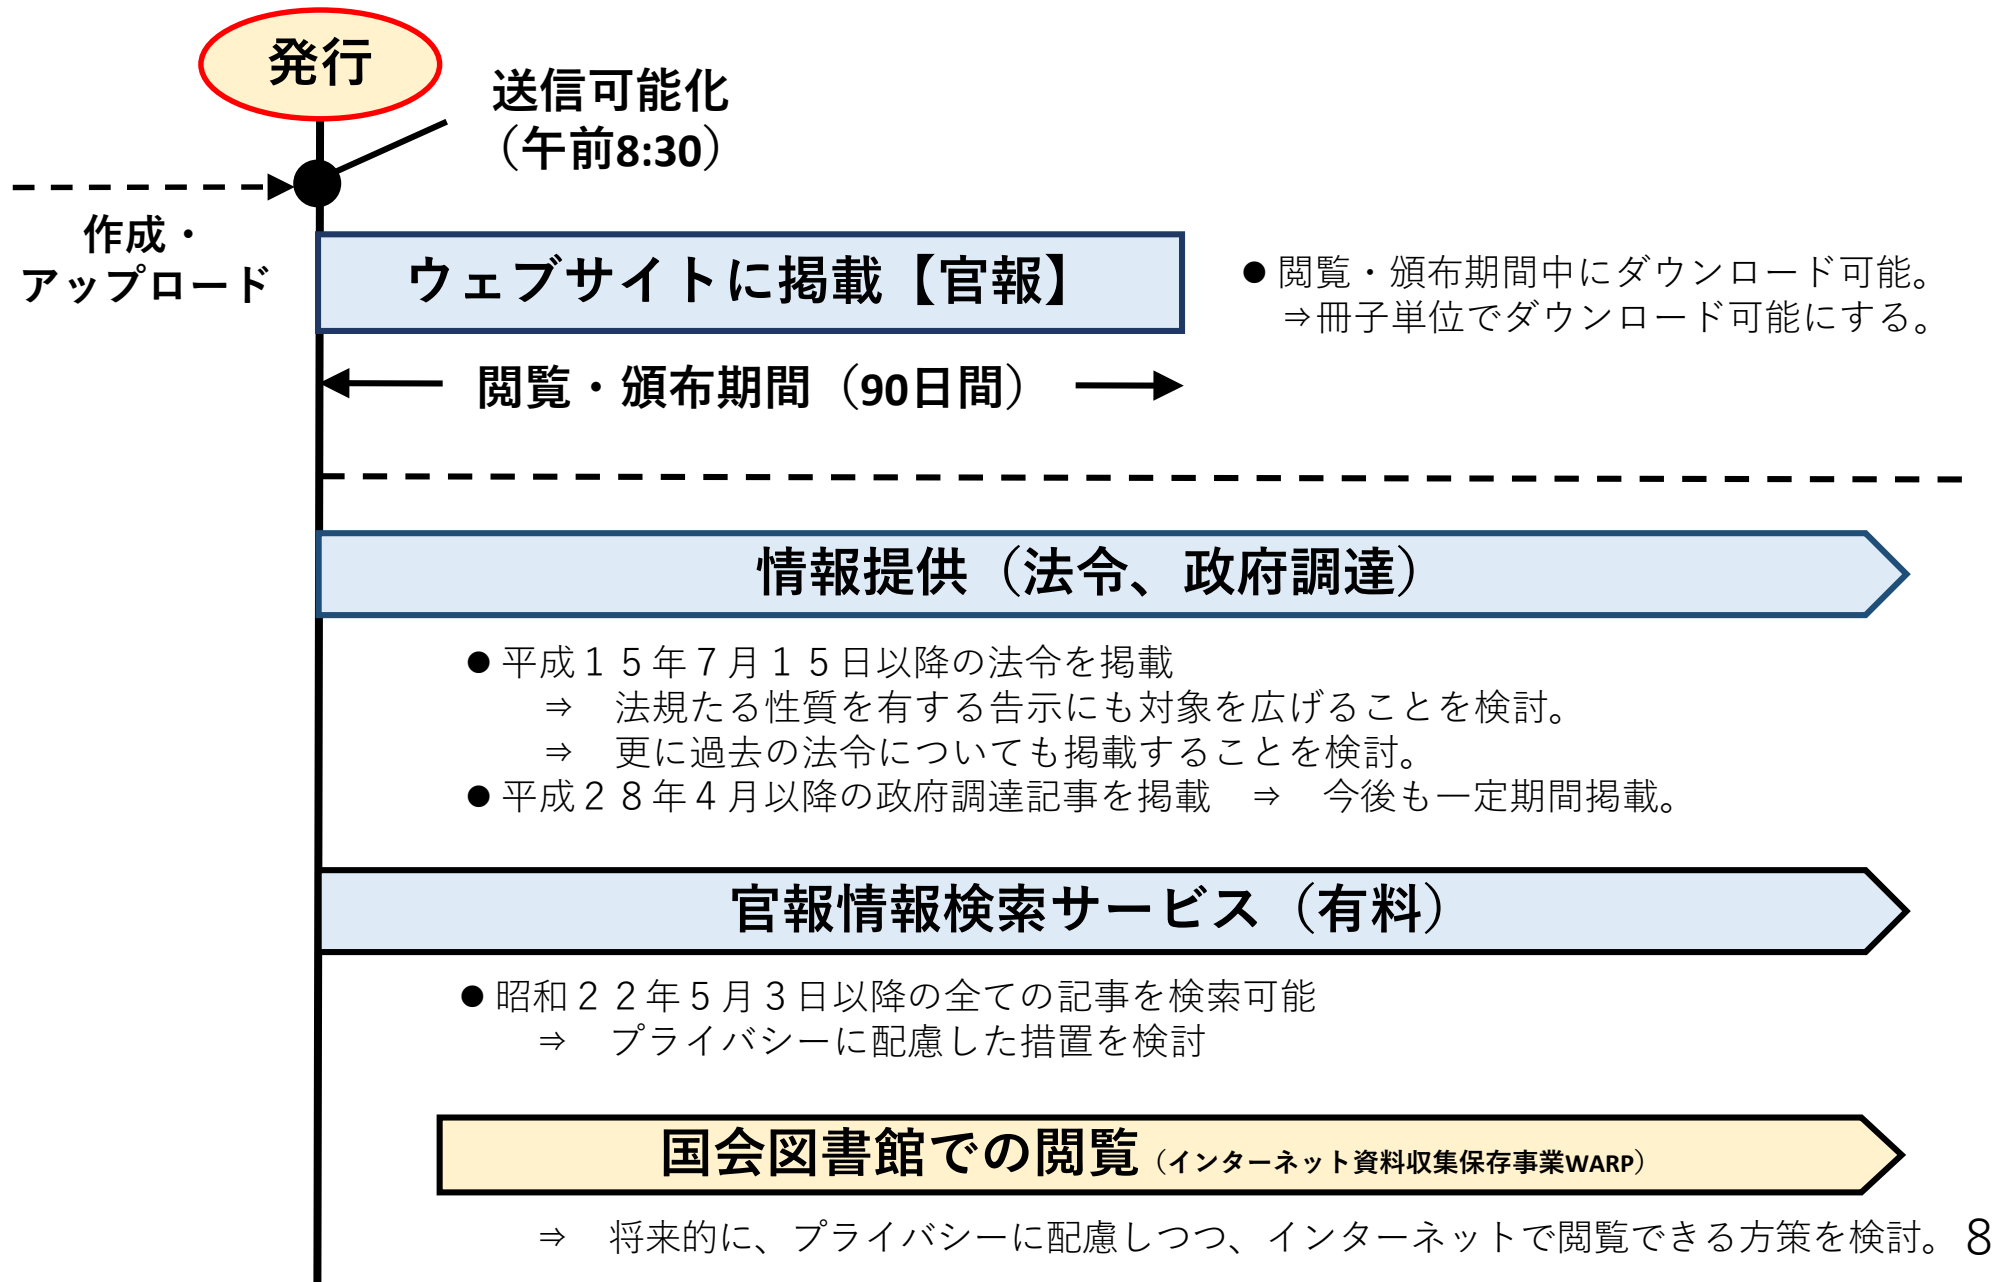 発行
送信可能化
（午前8:30）
作成・
アップロード
ウェブサイトに掲載【官報】
●閲覧・頒布期間中にダウンロード可能。
⇒冊子単位でダウンロード可能にする。
閲覧・頒布期間（90日間）
情報提供（法令、政府調達）
●平成１５年７月１５日以降の法令を掲載
⇒　法規たる性質を有する告示にも対象を広げることを検討。
⇒　更に過去の法令についても掲載することを検討。
●平成２８年４月以降の政府調達記事を掲載　⇒　今後も一定期間掲載。
官報情報検索サービス（有料）
●昭和２２年５月３日以降の全ての記事を検索可能
⇒　プライバシーに配慮した措置を検討
国会図書館での閲覧（インターネット資料収集保存事業WARP）
⇒　将来的に、プライバシーに配慮しつつ、インターネットで閲覧できる方策を検討。
8